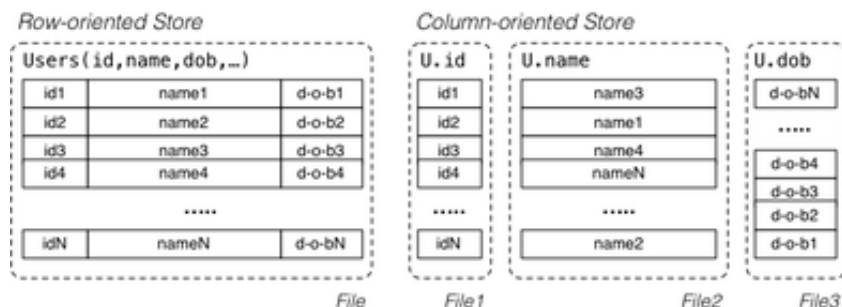 Row-oriented Store
Users(id,name,dob,…)
id1 name1 d-o-b1
id2 name2 d-o-b2
id3 name3 d-o-b3
id4 name4 d-o-b4
.....
idN nameN d-o-bN
File
Column-oriented Store
U.id
id1
id2
id3
id4
.....
idN
File1
U.name
name3
name1
name4
nameN
.....
name2
File2
U.dob
d-o-bN
.....
d-o-b4
d-o-b3
d-o-b2
d-o-b1
File3